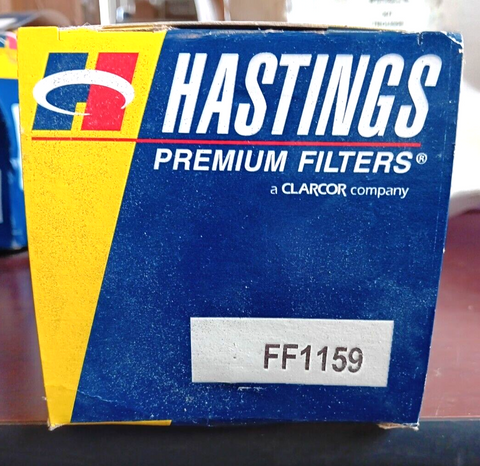 HASTINGS
PREMIUM FILTERS®
a CLARCOR company
FF1159